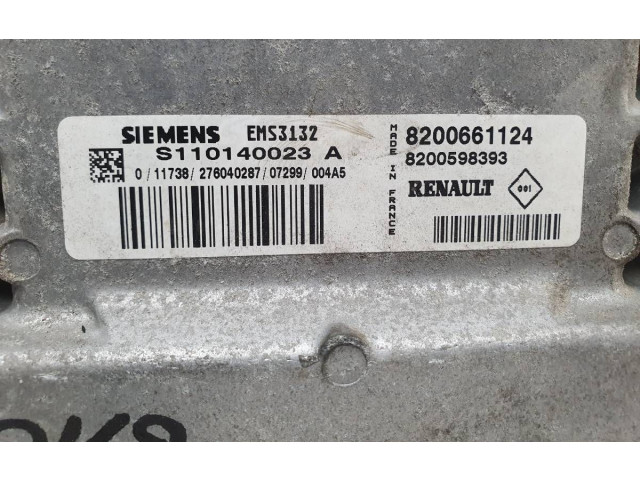 SIEMENS EMS3132
S110140023 A
0 / 11738/ 276040287/ 07299/ 004A5
MADE IN FRANCE
8200661124
8200598393
RENAULT 001